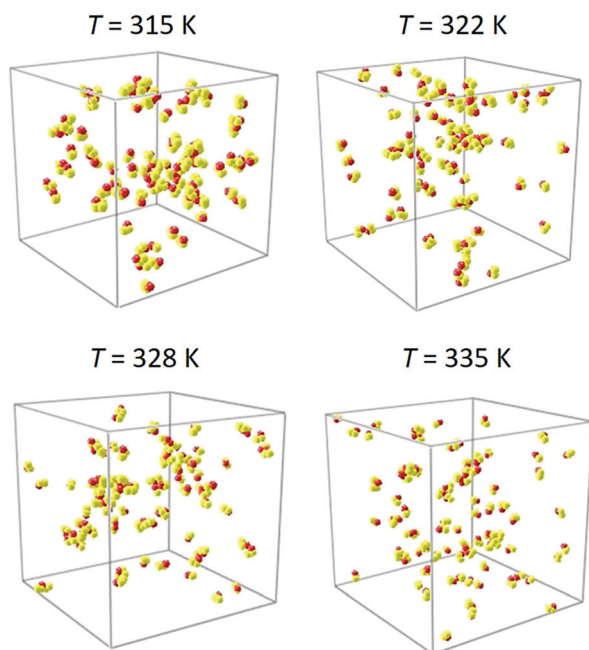 T = 315 K
T = 322 K
T = 328 K
T = 335 K